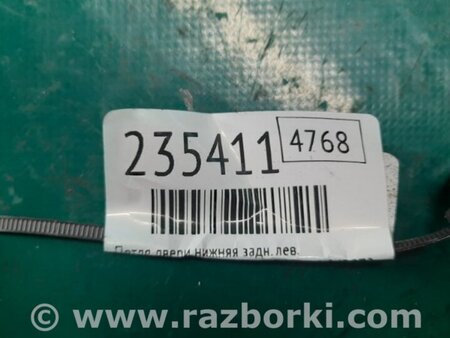 235411
4768
Петля двери нижняя задн. лев.
© www.razborki.com